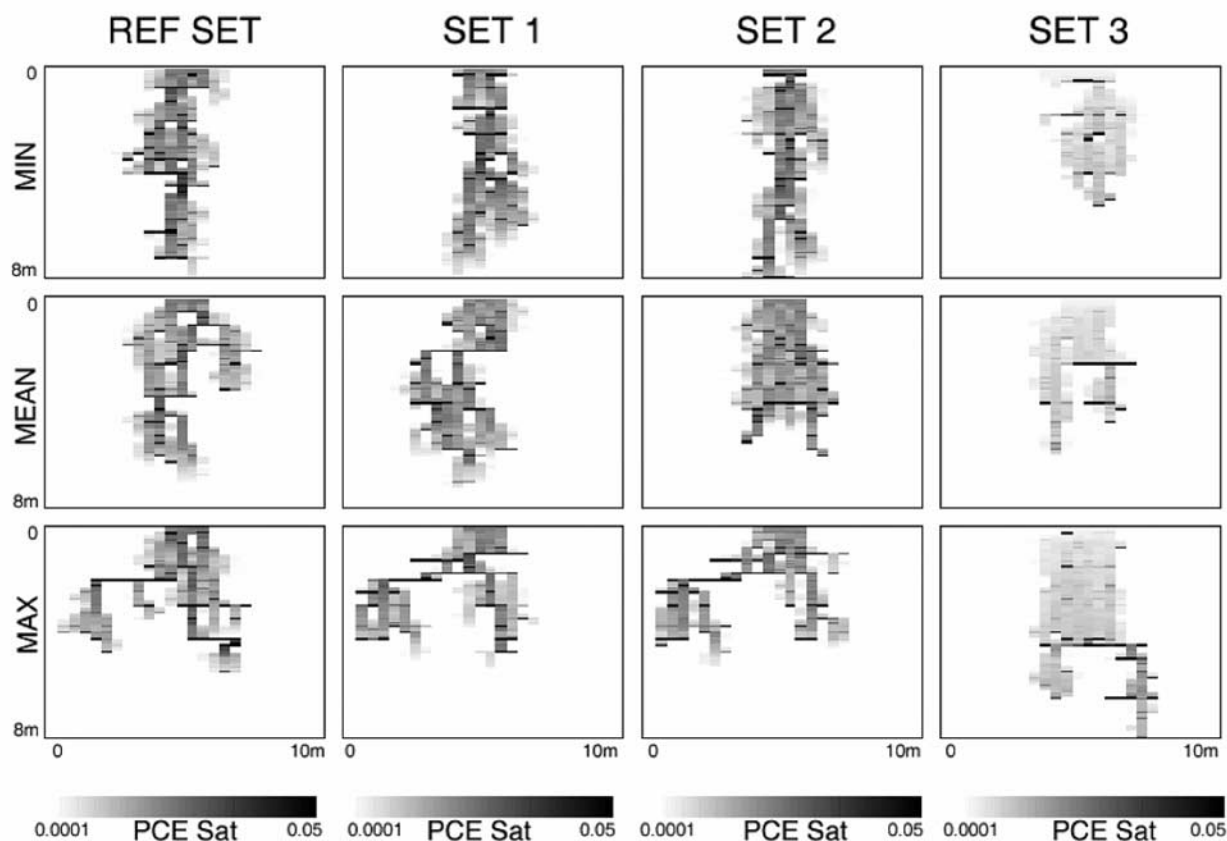 REF SET SET 1 SET 2 SET 3
0
MIN
8m
0
MEAN
8m
0
MAX
8m
0 10m 0 10m 0 10m 0 10m
0.0001 PCE Sat 0.05 0.0001 PCE Sat 0.05 0.0001 PCE Sat 0.05 0.0001 PCE Sat 0.05